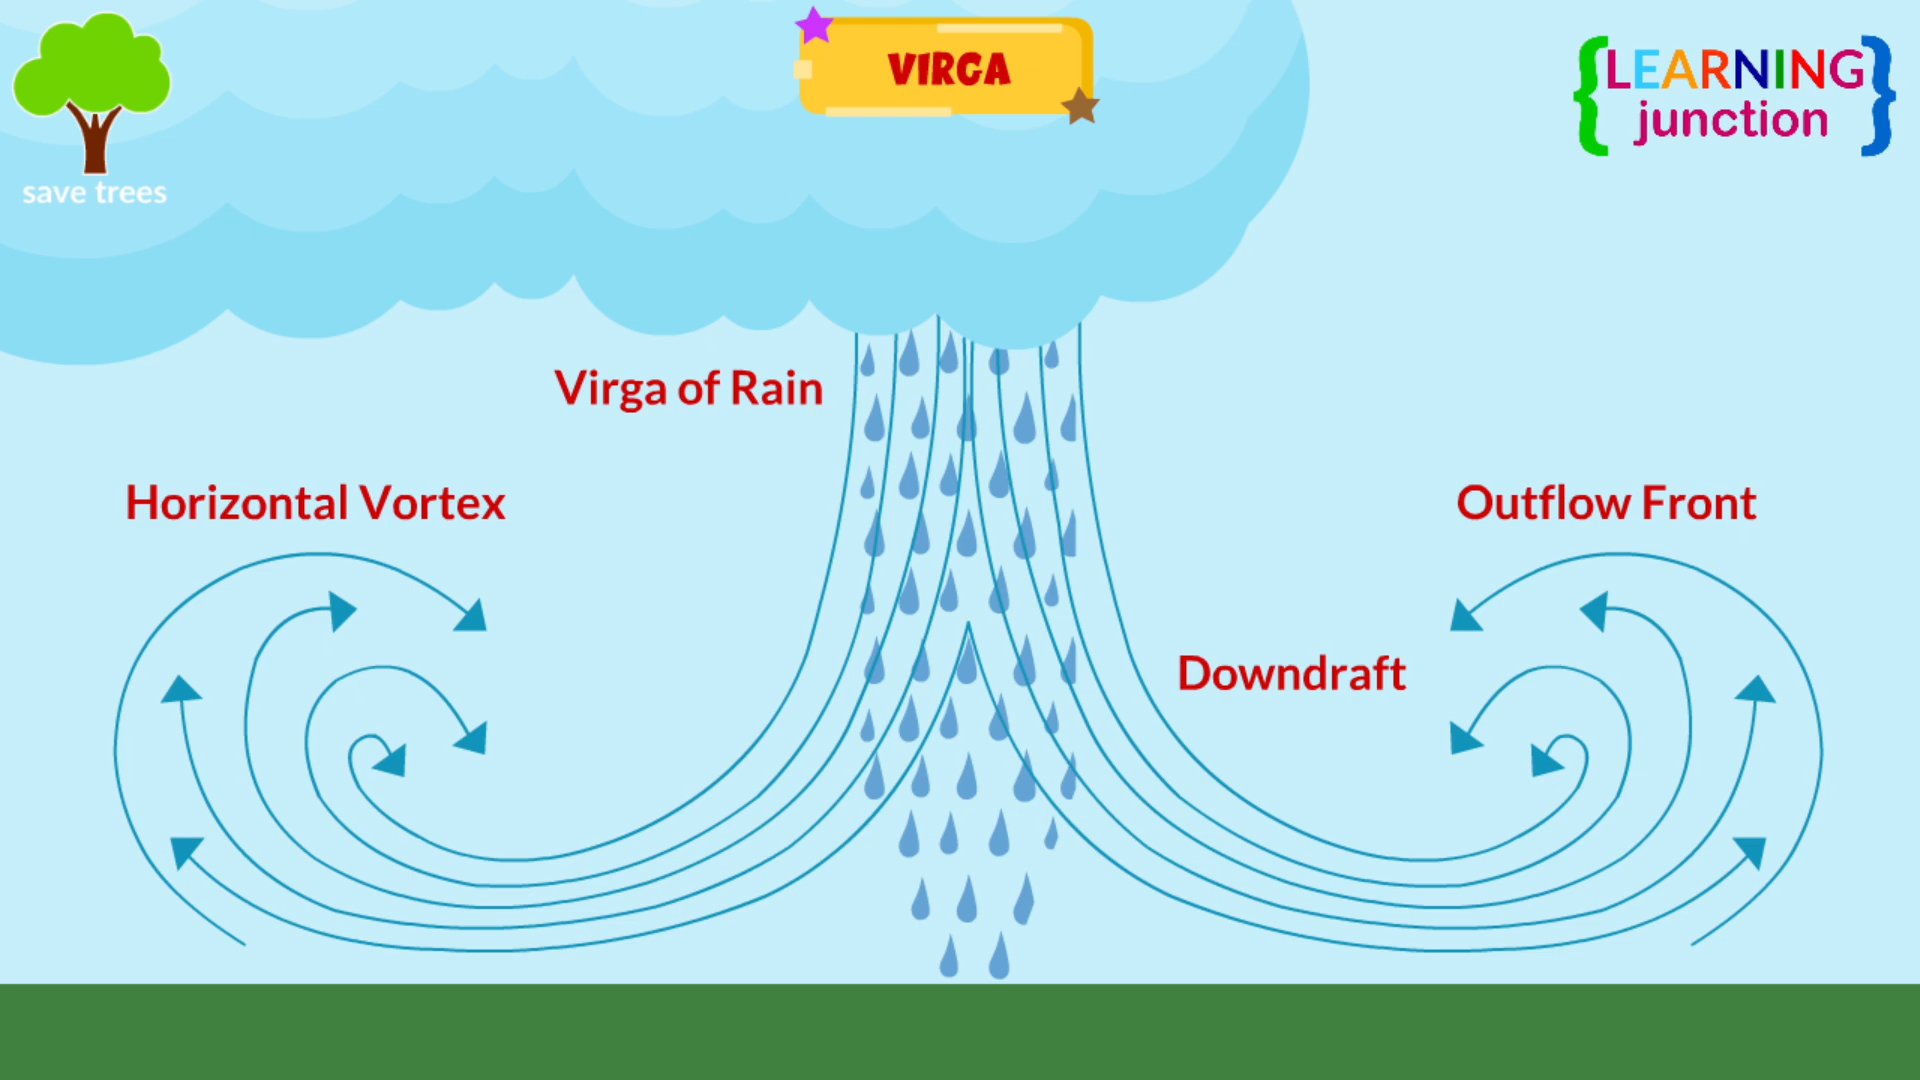 VIRGA
LEARNING
junction
save trees
Virga of Rain
Horizontal Vortex
Outflow Front
Downdraft